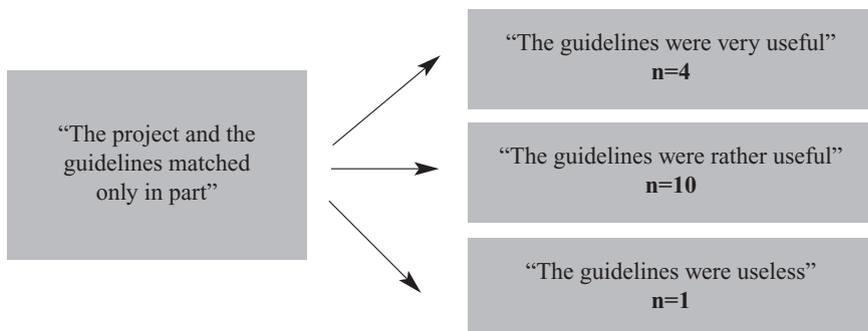 “The project and the
guidelines matched
only in part”
“The guidelines were very useful”
n=4
“The guidelines were rather useful”
n=10
“The guidelines were useless”
n=1